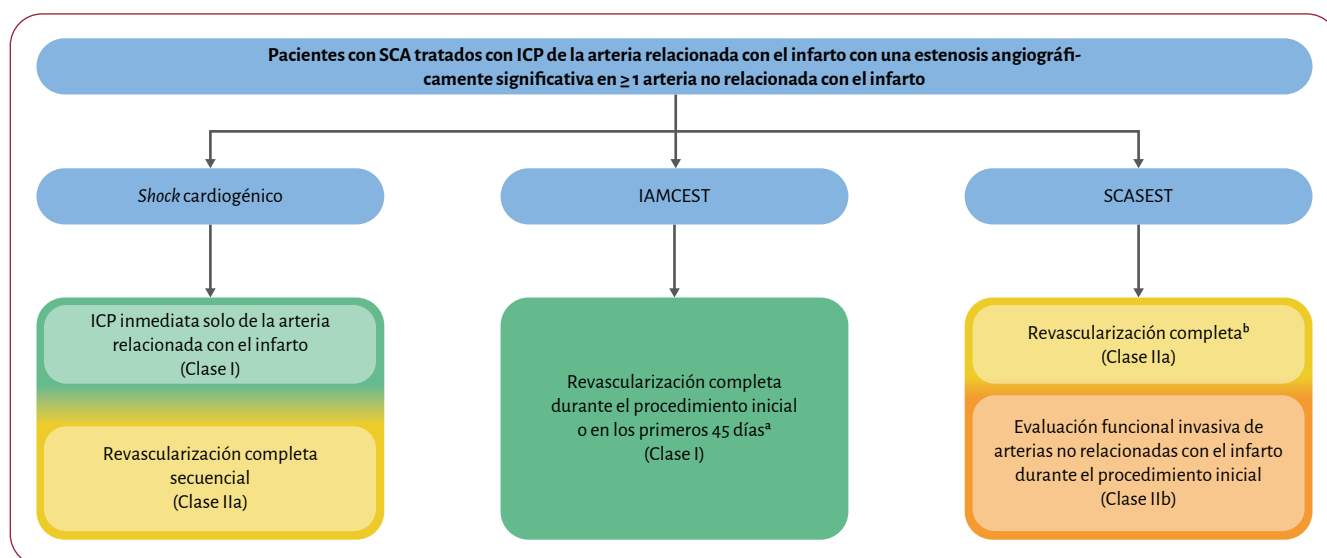 Pacientes con SCA tratados con ICP de la arteria relacionada con el infarto con una estenosis angiográfi-
camente significativa en ≥ 1 arteria no relacionada con el infarto
Shock cardiogénico
IAMCEST
SCASEST
ICP inmediata solo de la arteria
relacionada con el infarto
(Clase I)
Revascularización completa
secuencial
(Clase IIa)
Revascularización completa
durante el procedimiento inicial
o en los primeros 45 díasª
(Clase I)
Revascularización completaᵇ
(Clase IIa)
Evaluación funcional invasiva de
arterias no relacionadas con el infarto
durante el procedimiento inicial
(Clase IIb)